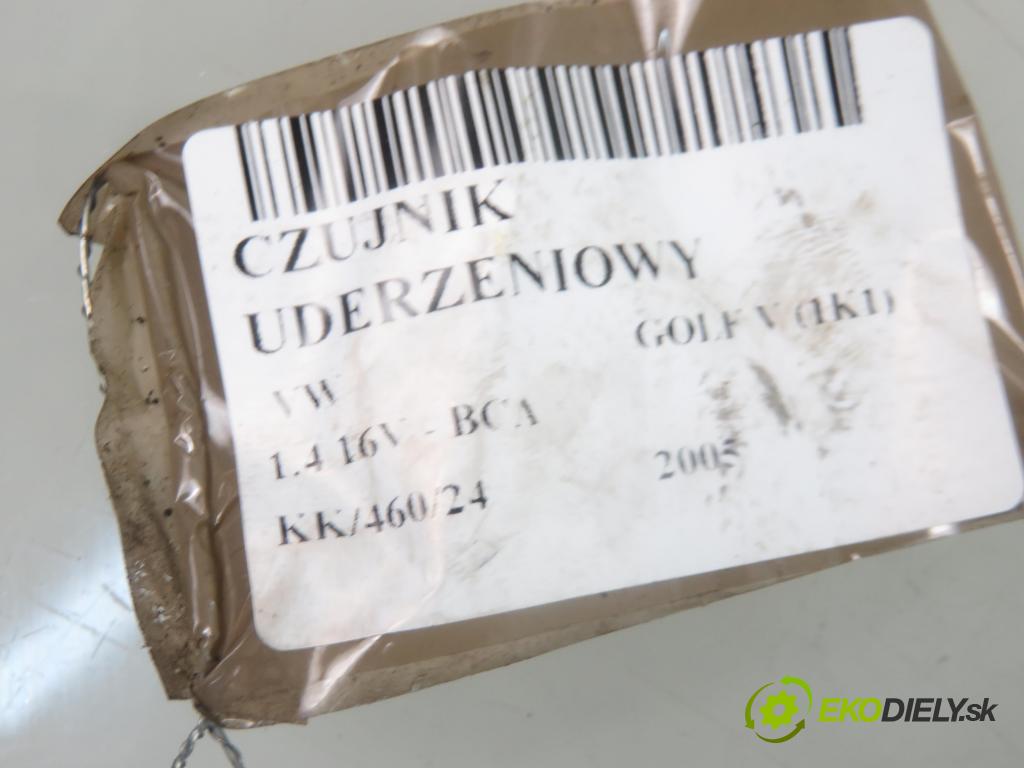 CZUJNIK
UDERZENIOWY
VW GOLF V (1K1)
1.4 16V - BCA 2005
KK/460/24
EKODIELY.sk